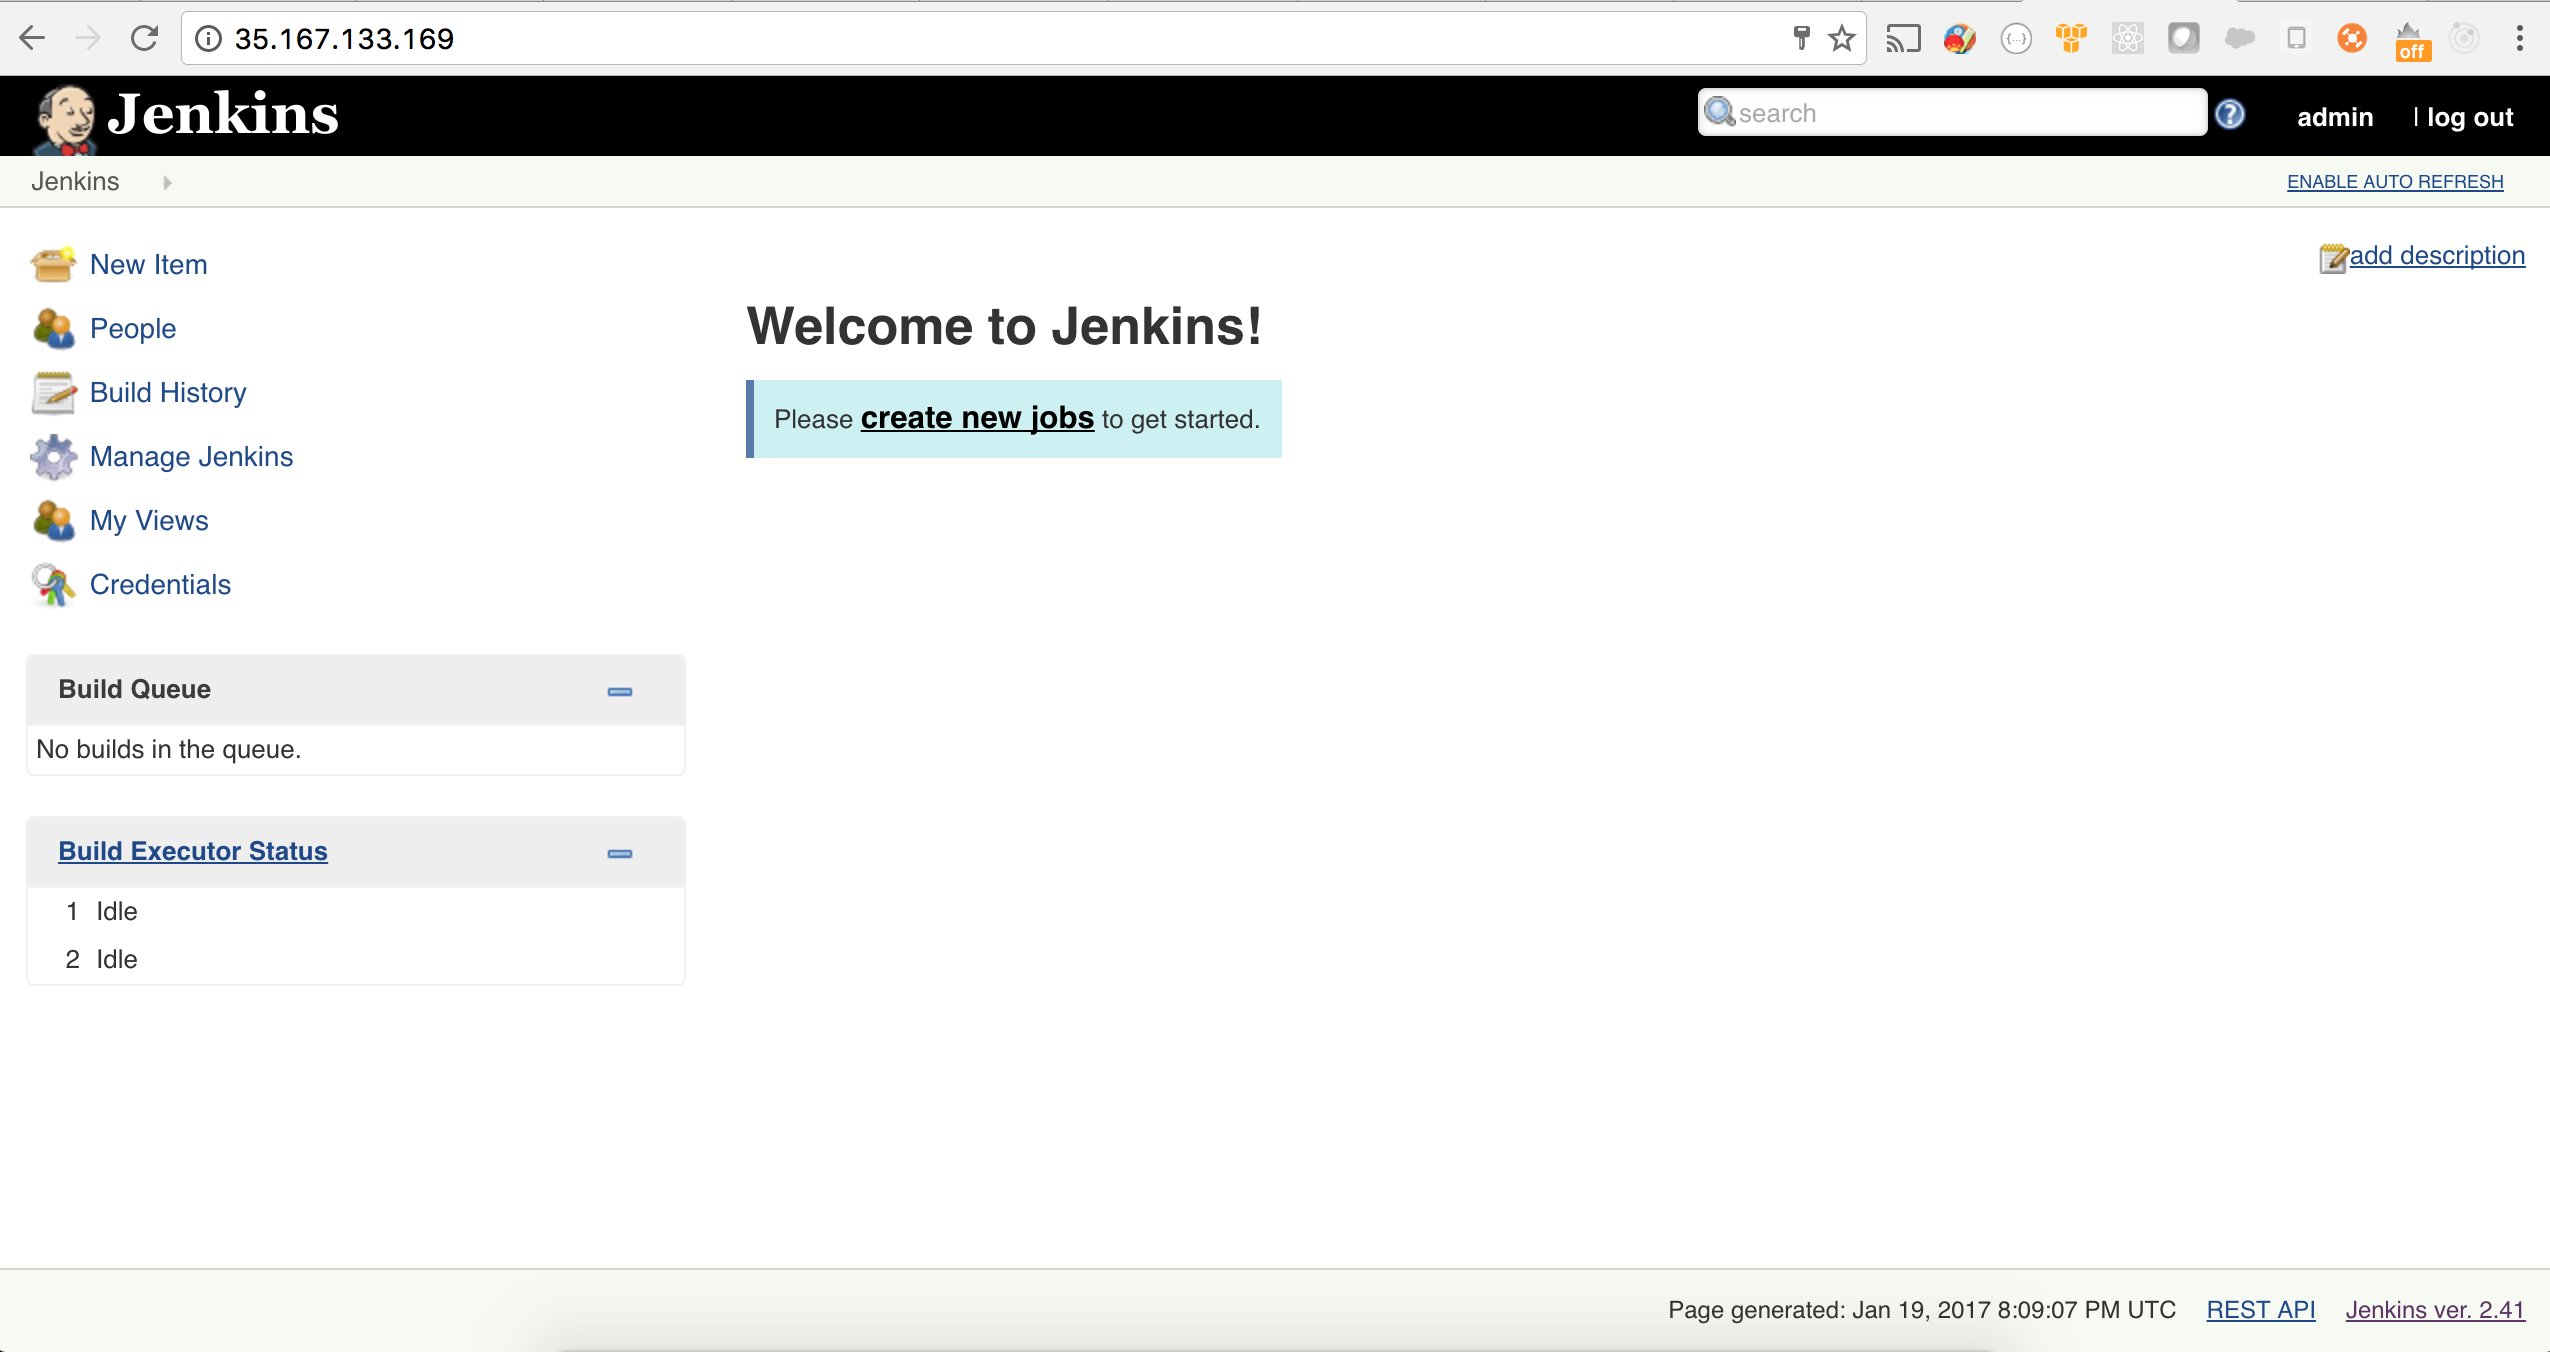 35.167.133.169
off
Jenkins
search
admin | log out
Jenkins
ENABLE AUTO REFRESH
New Item
add description
People
Build History
Manage Jenkins
My Views
Credentials
Welcome to Jenkins!
Please create new jobs to get started.
Build Queue
No builds in the queue.
Build Executor Status
1 Idle
2 Idle
Page generated: Jan 19, 2017 8:09:07 PM UTC REST API Jenkins ver. 2.41